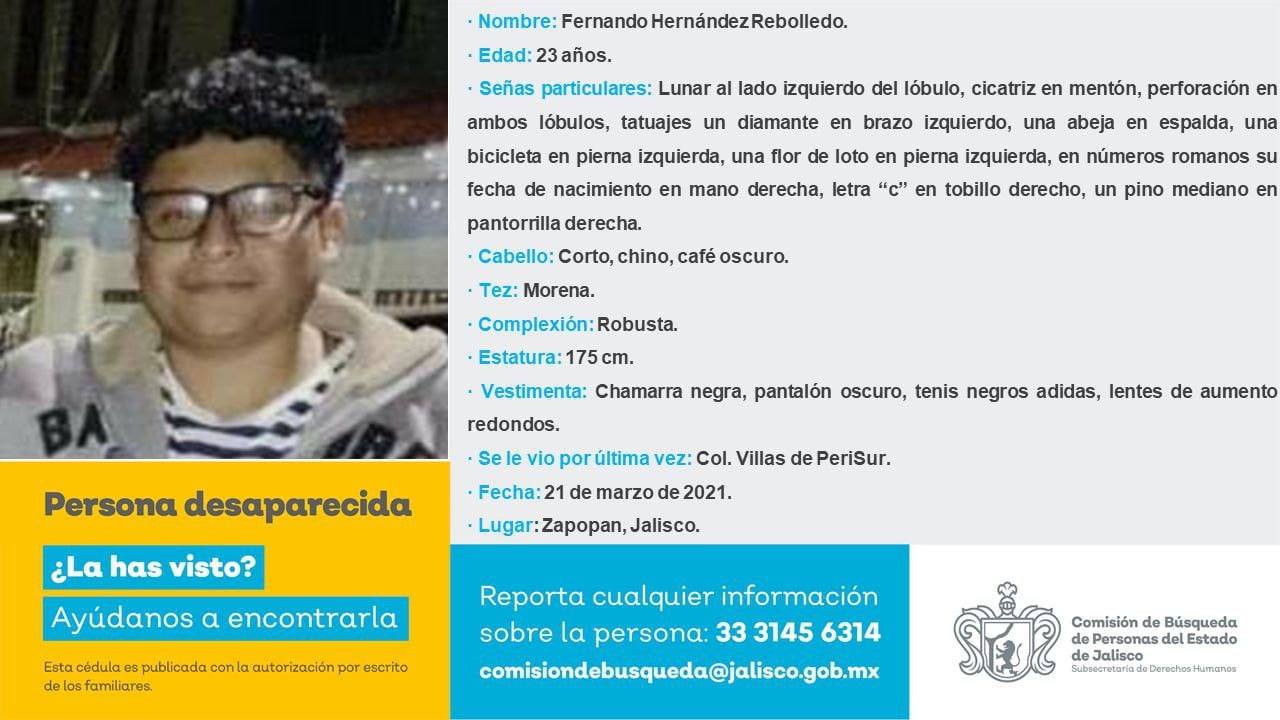 · Nombre: Fernando Hernández Rebolledo.
· Edad: 23 años.
· Señas particulares: Lunar al lado izquierdo del lóbulo, cicatriz en mentón, perforación en
ambos lóbulos, tatuajes un diamante en brazo izquierdo, una abeja en espalda, una
bicicleta en pierna izquierda, una flor de loto en pierna izquierda, en números romanos su
fecha de nacimiento en mano derecha, letra “c” en tobillo derecho, un pino mediano en
pantorrilla derecha.
· Cabello: Corto, chino, café oscuro.
· Tez: Morena.
· Complexión: Robusta.
· Estatura: 175 cm.
· Vestimenta: Chamarra negra, pantalón oscuro, tenis negros adidas, lentes de aumento
redondos.
· Se le vio por última vez: Col. Villas de PeriSur.
· Fecha: 21 de marzo de 2021.
· Lugar: Zapopan, Jalisco.
BA
Persona desaparecida
¿La has visto?
Ayúdanos a encontrarla
Esta cédula es publicada con la autorización por escrito
de los familiares.
Reporta cualquier información
sobre la persona: 33 3145 6314
comisiondebusqueda@jalisco.gob.mx
Comisión de Búsqueda
de Personas del Estado
de Jalisco
Subsecretaría de Derechos Humanos